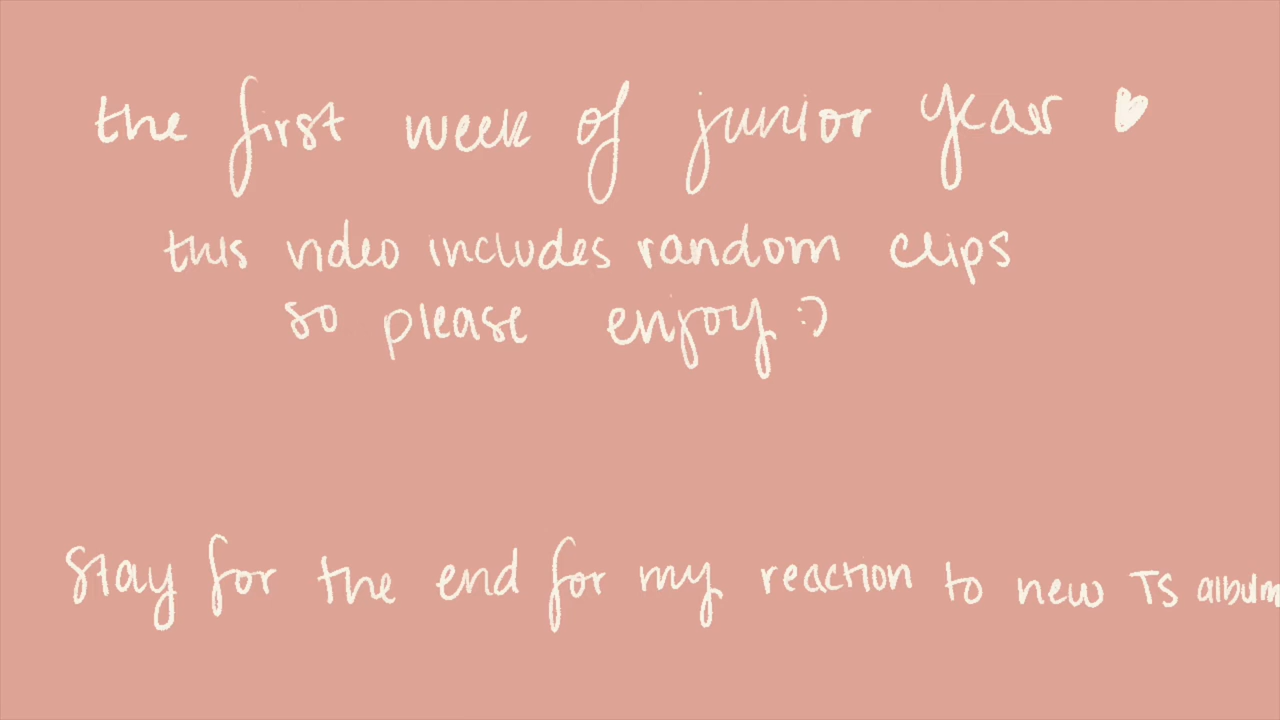 the first week of junior year ♥
this video includes random clips
so please enjoy :)
Stay for the end for my reaction to new TS album